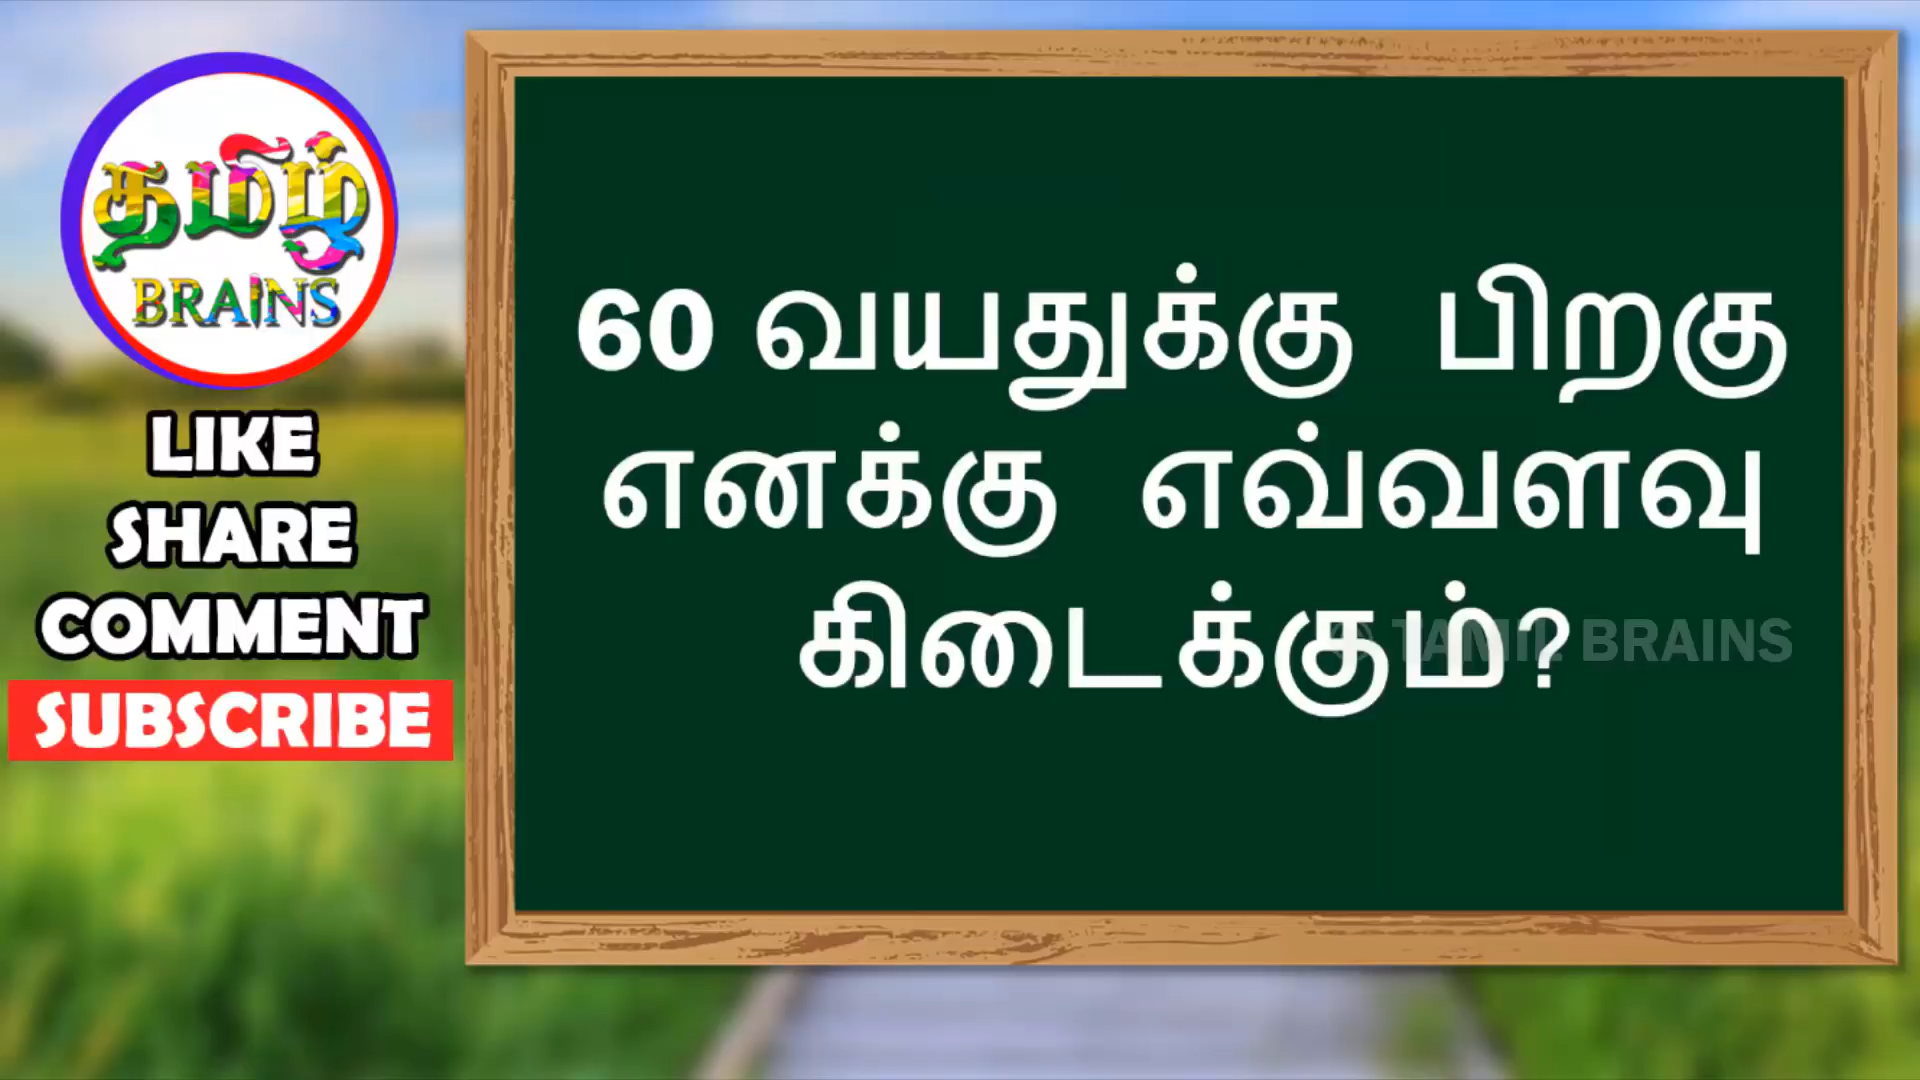 தமிழ்
BRAINS
LIKE
SHARE
COMMENT
SUBSCRIBE
60 வயதுக்கு பிறகு
எனக்கு எவ்வளவு
கிடைக்கும்?
© TAMIL BRAINS